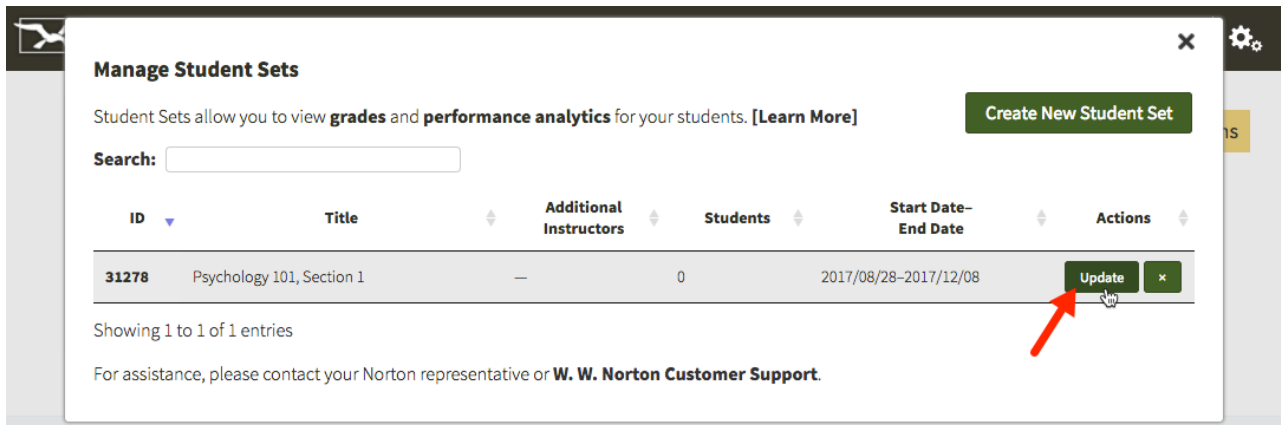 Manage Student Sets
Student Sets allow you to view grades and performance analytics for your students. [Learn More]
Create New Student Set
ns
Search:
ID Title Additional Instructors Students Start Date– End Date Actions
31278 Psychology 101, Section 1 — 0 2017/08/28–2017/12/08 Update ×
Showing 1 to 1 of 1 entries
For assistance, please contact your Norton representative or W. W. Norton Customer Support.